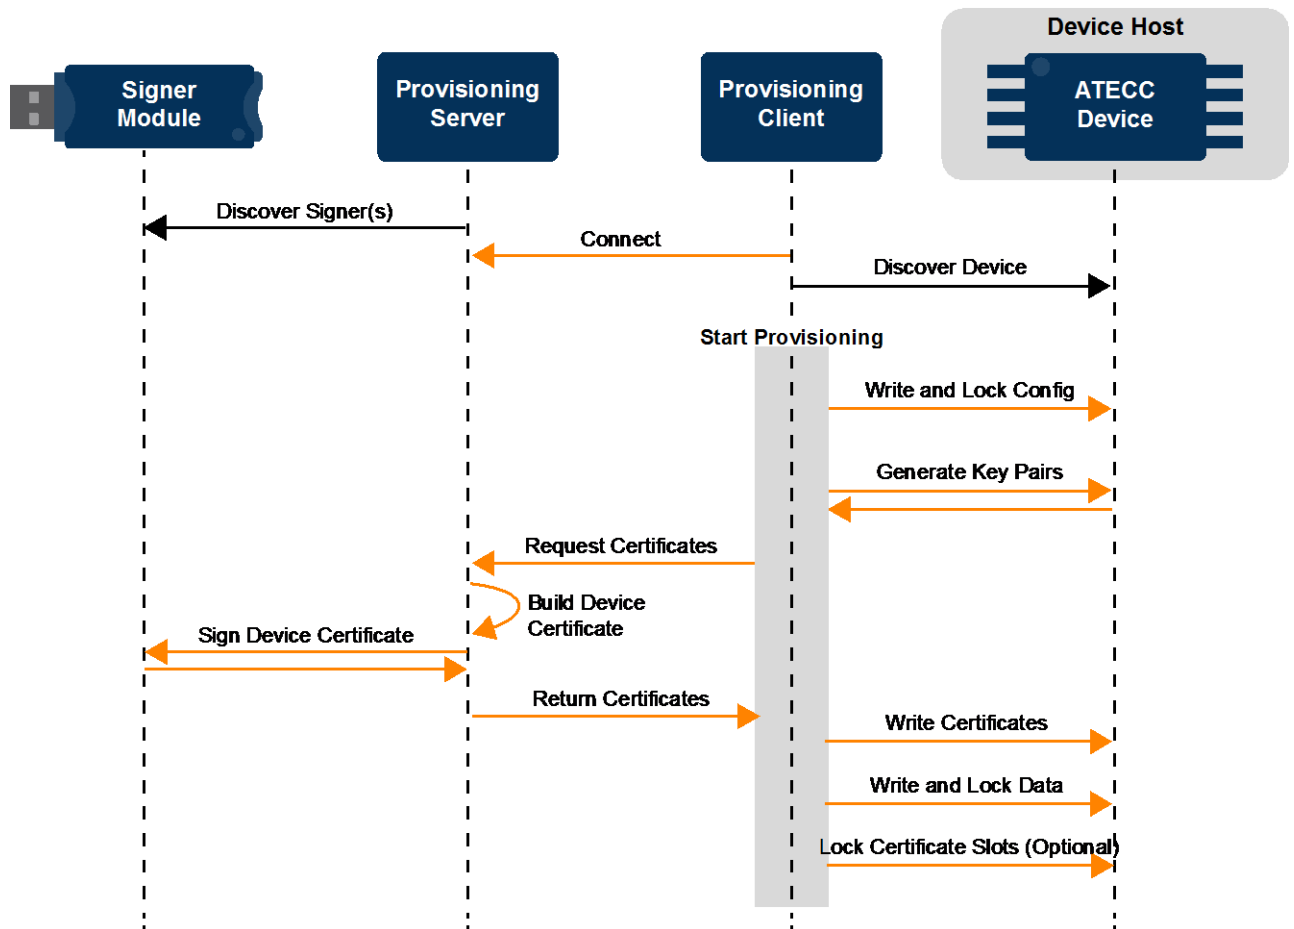 Device Host
Signer
Module
Provisioning
Server
Provisioning
Client
ATECC
Device
Discover Signer(s)
Connect
Discover Device
Start Provisioning
Write and Lock Config
Generate Key Pairs
Request Certificates
Build Device
Certificate
Sign Device Certificate
Return Certificates
Write Certificates
Write and Lock Data
Lock Certificate Slots (Optional)